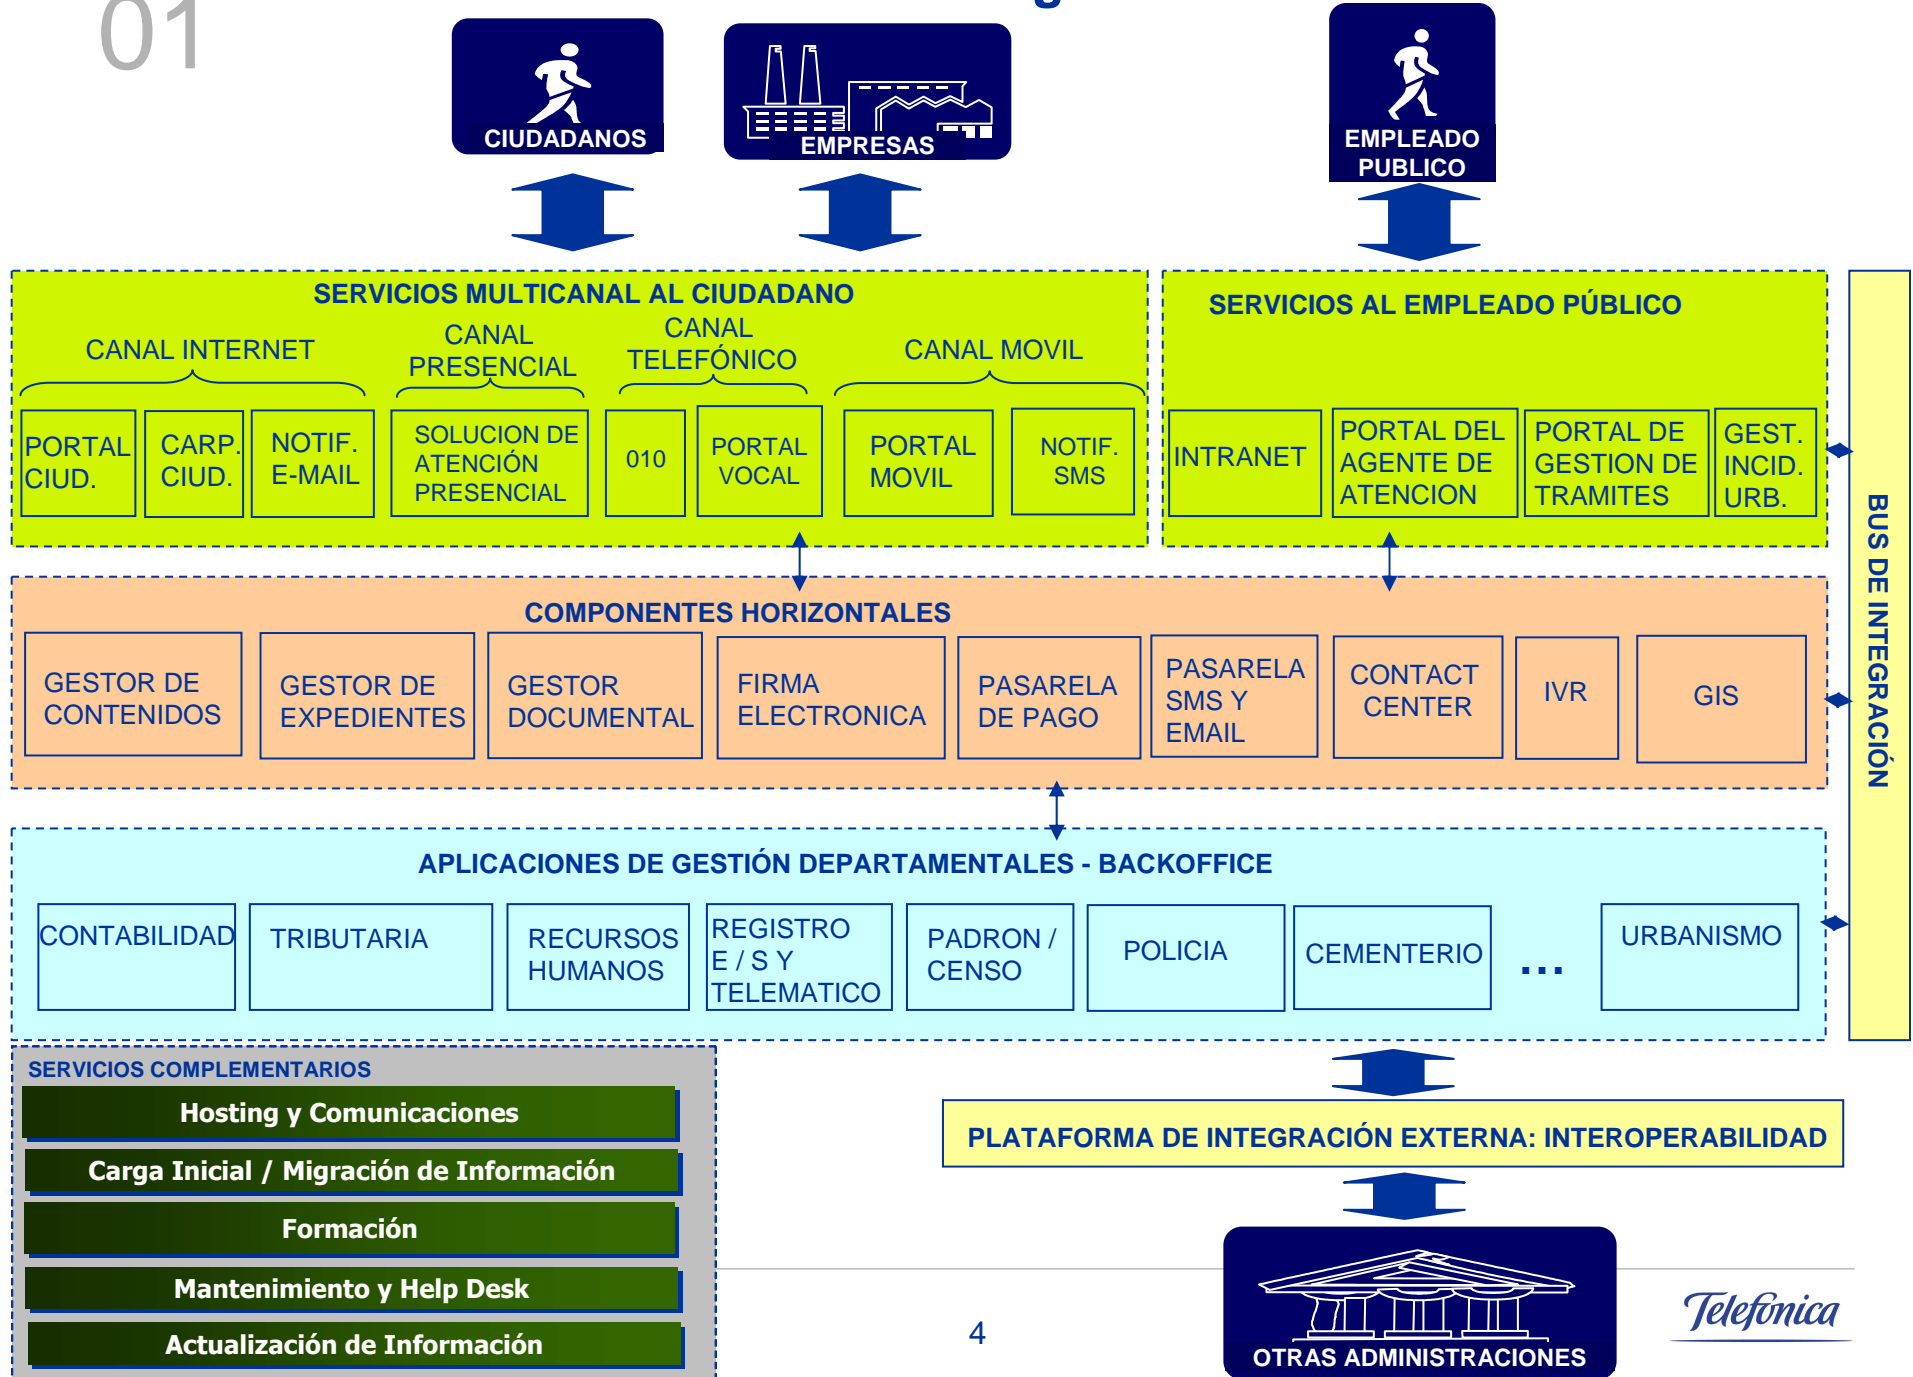 01
CIUDADANOS
EMPRESAS
EMPLEADO
PUBLICO
SERVICIOS MULTICANAL AL CIUDADANO
CANAL INTERNET
CANAL
PRESENCIAL
CANAL
TELEFÓNICO
CANAL MOVIL
PORTAL
CIUD.
CARP.
CIUD.
NOTIF.
E-MAIL
SOLUCION DE
ATENCIÓN
PRESENCIAL
010
PORTAL
VOCAL
PORTAL
MOVIL
NOTIF.
SMS
SERVICIOS AL EMPLEADO PÚBLICO
INTRANET
PORTAL DEL
AGENTE DE
ATENCION
PORTAL DE
GESTION DE
TRAMITES
GEST.
INCID.
URB.
BUS DE INTEGRACIÓN
COMPONENTES HORIZONTALES
GESTOR DE
CONTENIDOS
GESTOR DE
EXPEDIENTES
GESTOR
DOCUMENTAL
FIRMA
ELECTRONICA
PASARELA
DE PAGO
PASARELA
SMS Y
EMAIL
CONTACT
CENTER
IVR
GIS
APLICACIONES DE GESTIÓN DEPARTAMENTALES - BACKOFFICE
CONTABILIDAD
TRIBUTARIA
RECURSOS
HUMANOS
REGISTRO
E / S Y
TELEMATICO
PADRON /
CENSO
POLICIA
CEMENTERIO
...
URBANISMO
SERVICIOS COMPLEMENTARIOS
Hosting y Comunicaciones
Carga Inicial / Migración de Información
Formación
Mantenimiento y Help Desk
Actualización de Información
PLATAFORMA DE INTEGRACIÓN EXTERNA: INTEROPERABILIDAD
OTRAS ADMINISTRACIONES
4
Telefónica